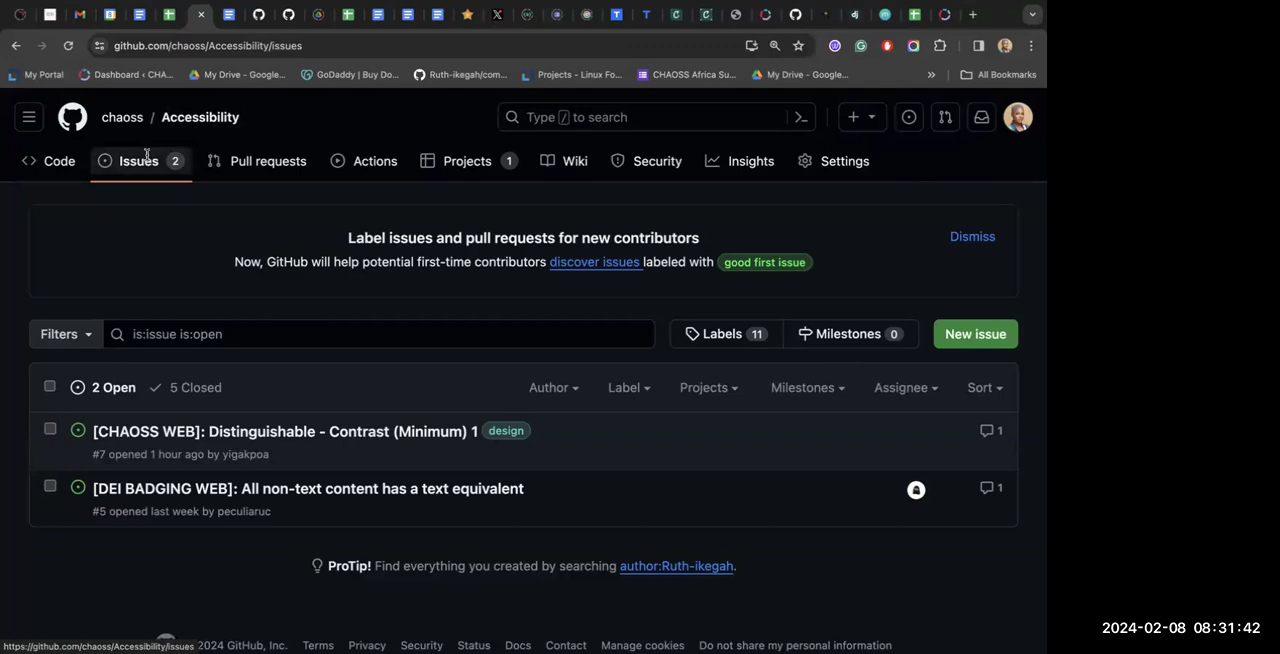 github.com/chaoss/Accessibility/issues
My Portal Dashboard < CHA... My Drive - Google... GoDaddy | Buy Do... Ruth-ikegah/com... Projects - Linux Fo... CHAOSS Africa Su... My Drive - Google... » All Bookmarks
chaoss / Accessibility Type / to search
Code Issues 2 Pull requests Actions Projects 1 Wiki Security Insights Settings
Label issues and pull requests for new contributors
Dismiss
Now, GitHub will help potential first-time contributors discover issues labeled with good first issue
Filters is:issue is:open Labels 11 Milestones 0 New issue
2 Open 5 Closed Author Label Projects Milestones Assignee Sort
[CHAOSS WEB]: Distinguishable - Contrast (Minimum) 1 design 1
#7 opened 1 hour ago by yigakpoa
[DEI BADGING WEB]: All non-text content has a text equivalent 1
#5 opened last week by peculiaruc
ProTip! Find everything you created by searching author:Ruth-ikegah.
https://github.com/chaoss/Accessibility/issues 2024 GitHub, Inc. Terms Privacy Security Status Docs Contact Manage cookies Do not share my personal information
2024-02-08 08:31:42